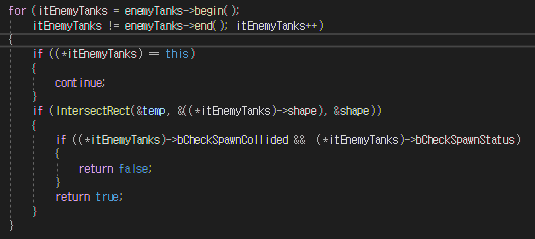 for (itEnemyTanks = enemyTanks->begin();
itEnemyTanks != enemyTanks->end(); itEnemyTanks++)
{
if ((*itEnemyTanks) == this)
{
continue;
}
if (IntersectRect(&temp, &((*itEnemyTanks)->shape), &shape))
{
if ((*itEnemyTanks)->bCheckSpawnCollided && (*itEnemyTanks)->bCheckSpawnStatus)
{
return false;
}
return true;
}
}